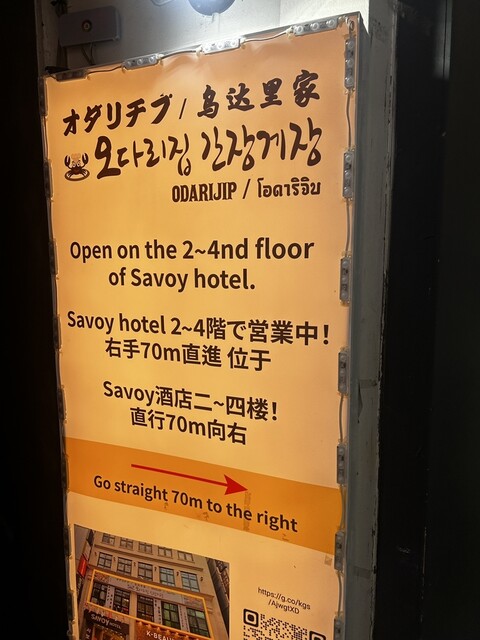 オダリチブ / 乌达里家
오다리집 간장게장
ODARIJIP / โอดาริจิบ
Open on the 2~4nd floor
of Savoy hotel.
Savoy hotel 2~4階で営業中!
右手70m直進 位于
Savoy酒店二~四楼!
直行70m向右
Go straight 70m to the right
https://g.co/kgs
/AjwgtXD
SAVOY
K-BEAU